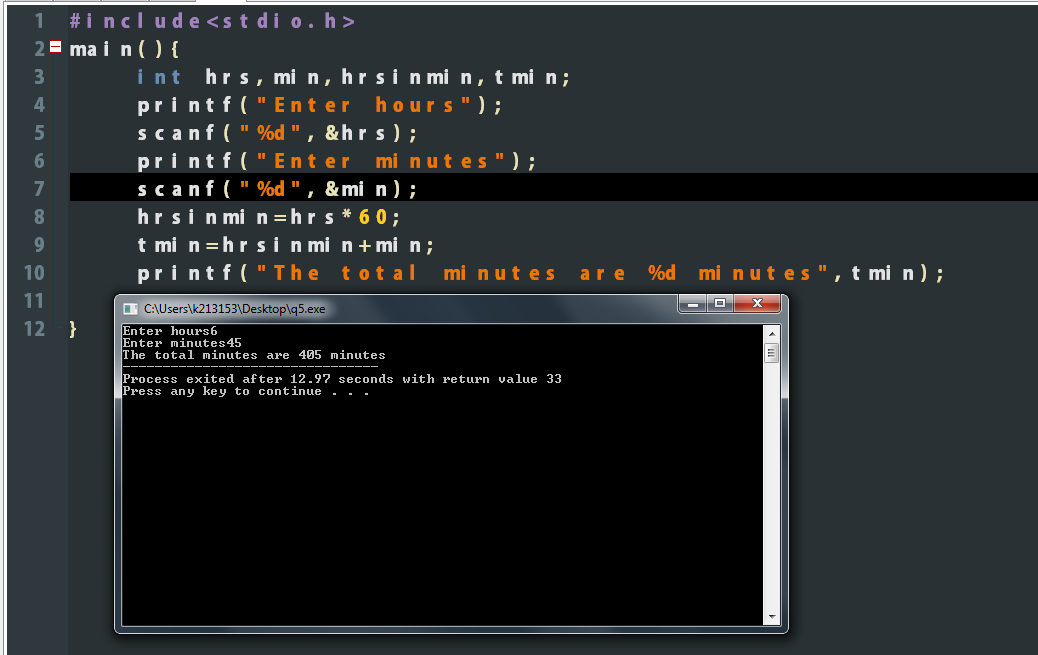 1 #include<stdio.h>
2 main(){
3 int hrs,min,hrsinmin,tmin;
4 printf("Enter hours");
5 scanf("%d",&hrs);
6 printf("Enter minutes");
7 scanf("%d",&min);
8 hrsinmin=hrs*60;
9 tmin=hrsinmin+min;
10 printf("The total minutes are %d minutes",tmin);
11
12 }
C:\Users\k213153\Desktop\q5.exe
Enter hours6
Enter minutes45
The total minutes are 405 minutes
--------------------------------
Process exited after 12.97 seconds with return value 33
Press any key to continue . . .